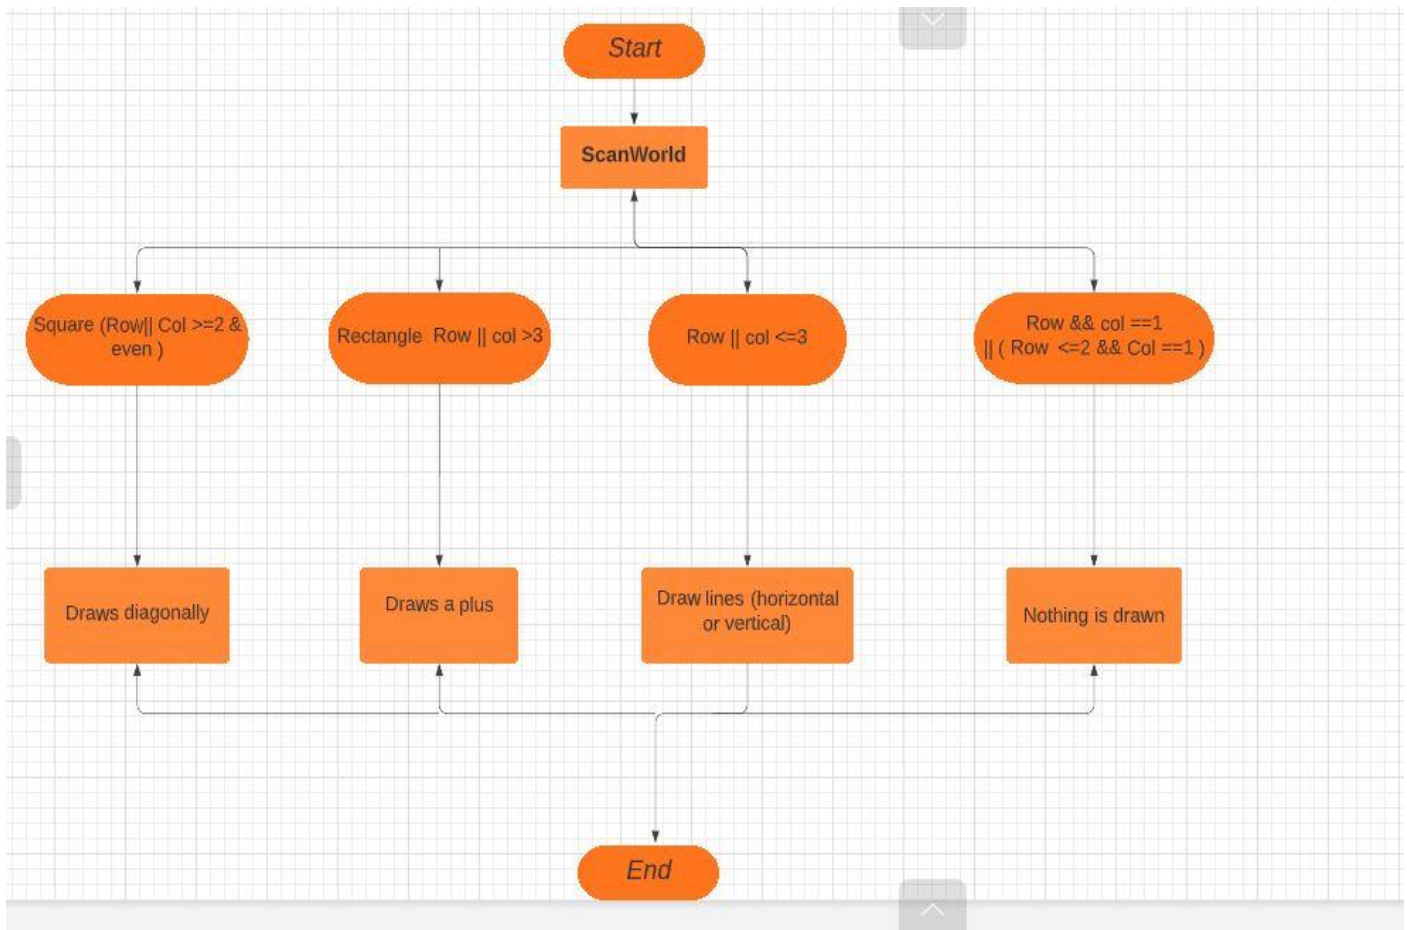 Start
ScanWorld
Square (Row|| Col >=2 &
even )
Rectangle  Row || col >3
Row || col <=3
Row && col ==1
|| ( Row  <=2 && Col ==1 )
Draws diagonally
Draws a plus
Draw lines (horizontal
or vertical)
Nothing is drawn
End